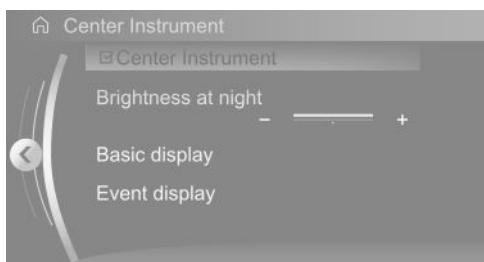 Center Instrument
Center Instrument
Brightness at night
- +
Basic display
Event display